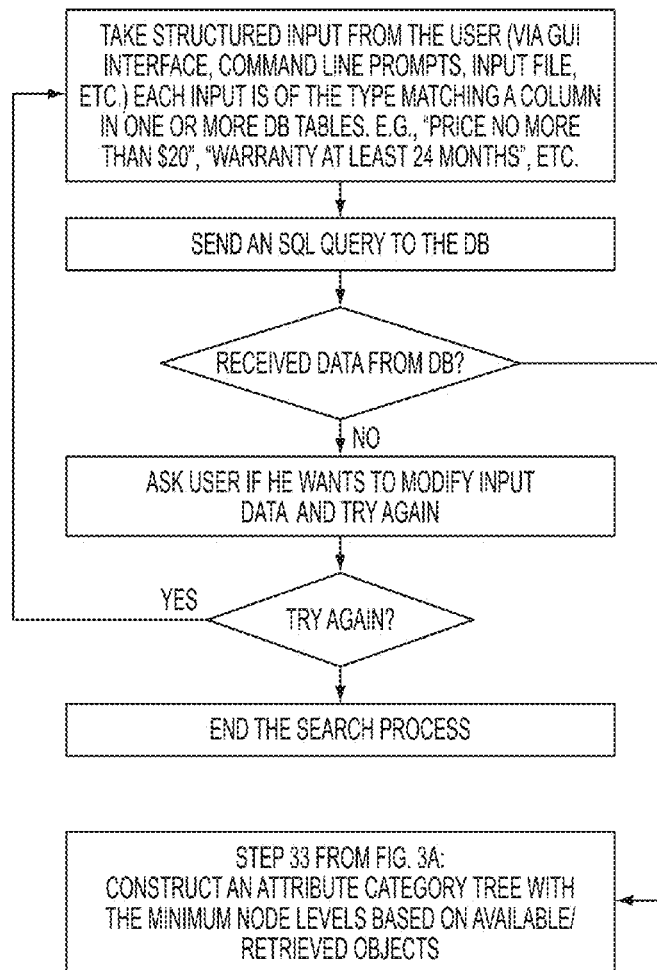 TAKE STRUCTURED INPUT FROM THE USER (VIA GUI
INTERFACE, COMMAND LINE PROMPTS, INPUT FILE,
ETC.) EACH INPUT IS OF THE TYPE MATCHING A COLUMN
IN ONE OR MORE DB TABLES. E.G., "PRICE NO MORE
THAN $20", "WARRANTY AT LEAST 24 MONTHS", ETC.
SEND AN SQL QUERY TO THE DB
RECEIVED DATA FROM DB?
NO
ASK USER IF HE WANTS TO MODIFY INPUT
DATA AND TRY AGAIN
YES
TRY AGAIN?
END THE SEARCH PROCESS
STEP 33 FROM FIG. 3A:
CONSTRUCT AN ATTRIBUTE CATEGORY TREE WITH
THE MINIMUM NODE LEVELS BASED ON AVAILABLE/
RETRIEVED OBJECTS